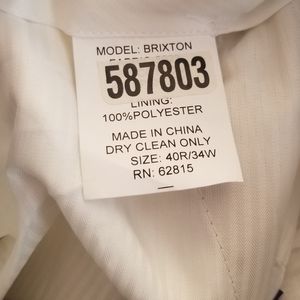 MODEL: BRIXTON
587803
LINING:
100%POLYESTER
MADE IN CHINA
DRY CLEAN ONLY
SIZE: 40R/34W
RN: 62815